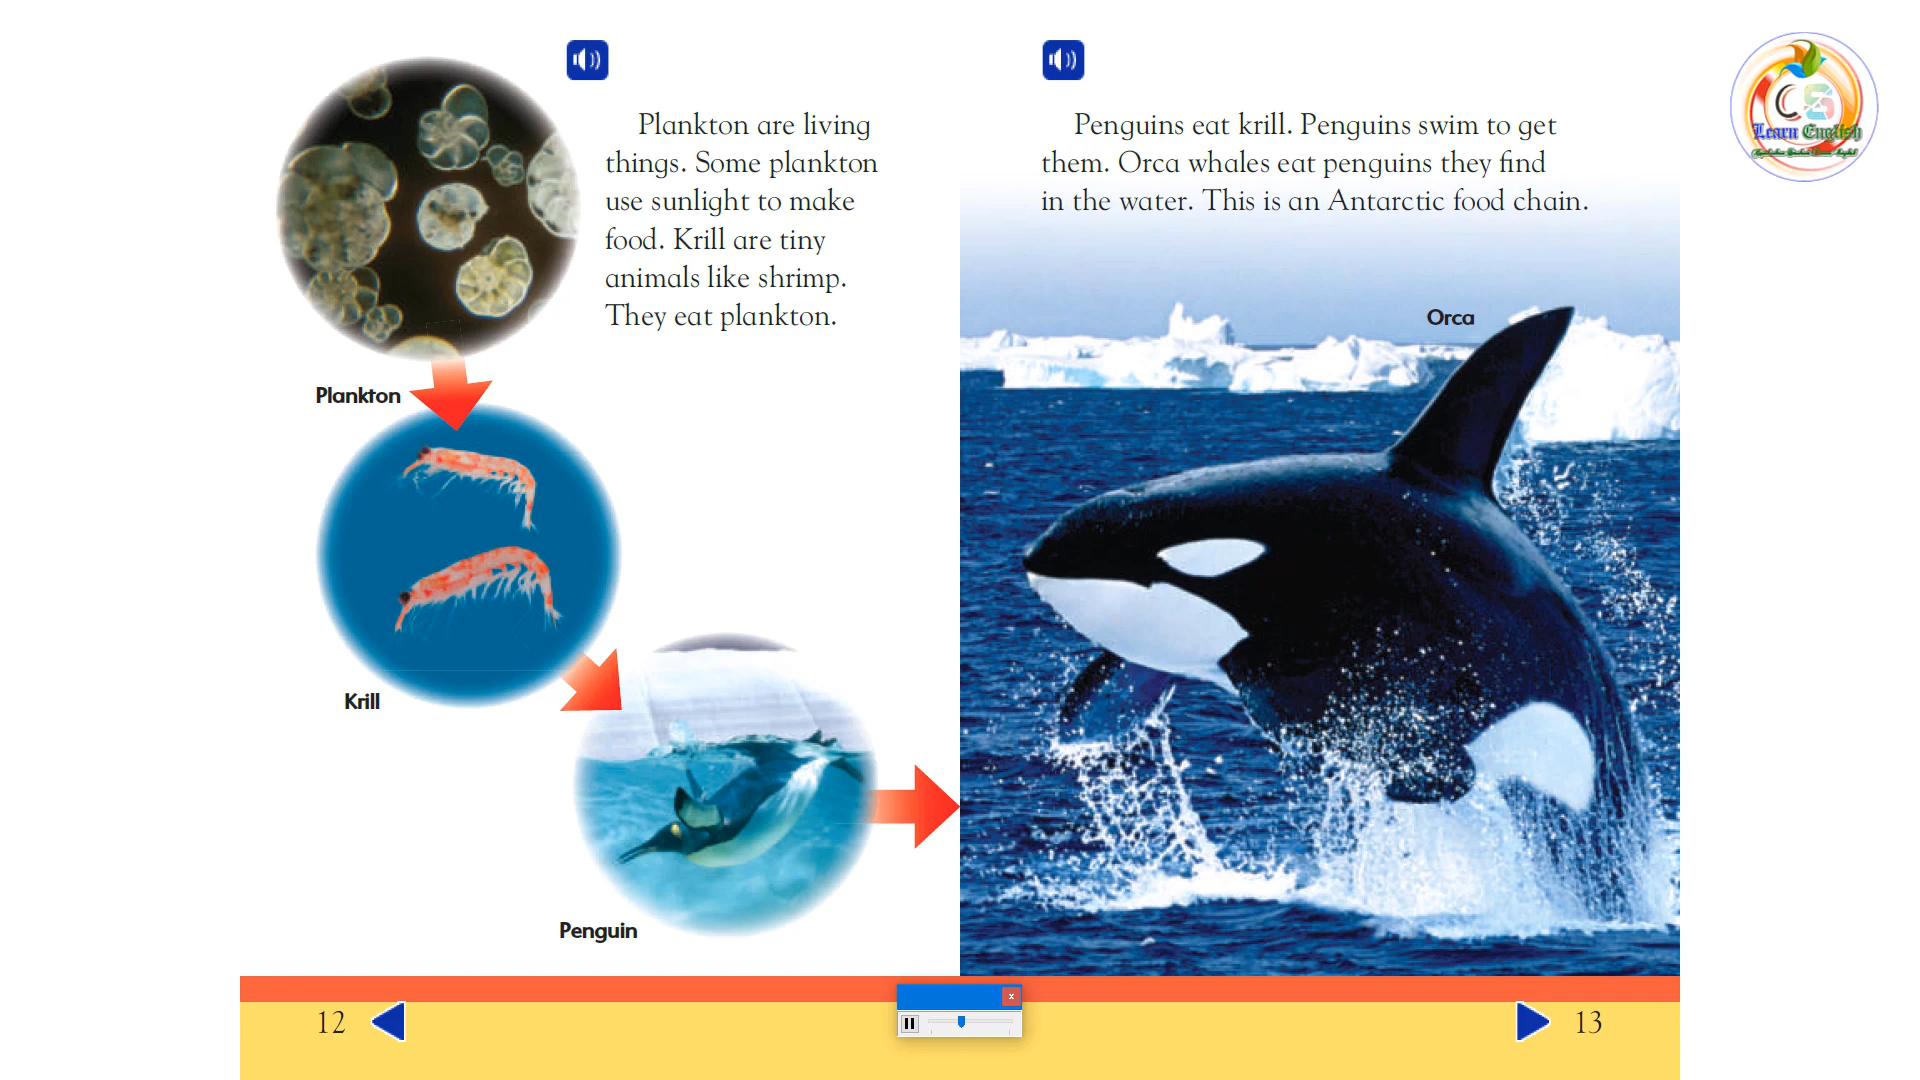 Plankton are living
things. Some plankton
use sunlight to make
food. Krill are tiny
animals like shrimp.
They eat plankton.
Plankton
Krill
Penguin
12
Penguins eat krill. Penguins swim to get
them. Orca whales eat penguins they find
in the water. This is an Antarctic food chain.
Orca
13
CS
Learn English